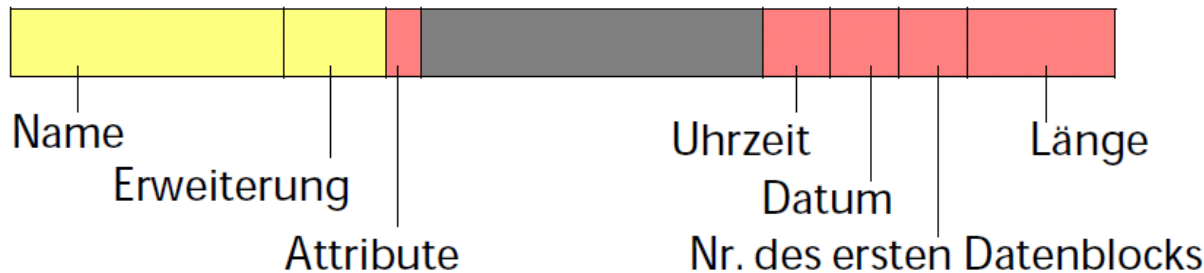 Name
Uhrzeit
Länge
Erweiterung
Datum
Attribute
Nr. des ersten Datenblocks